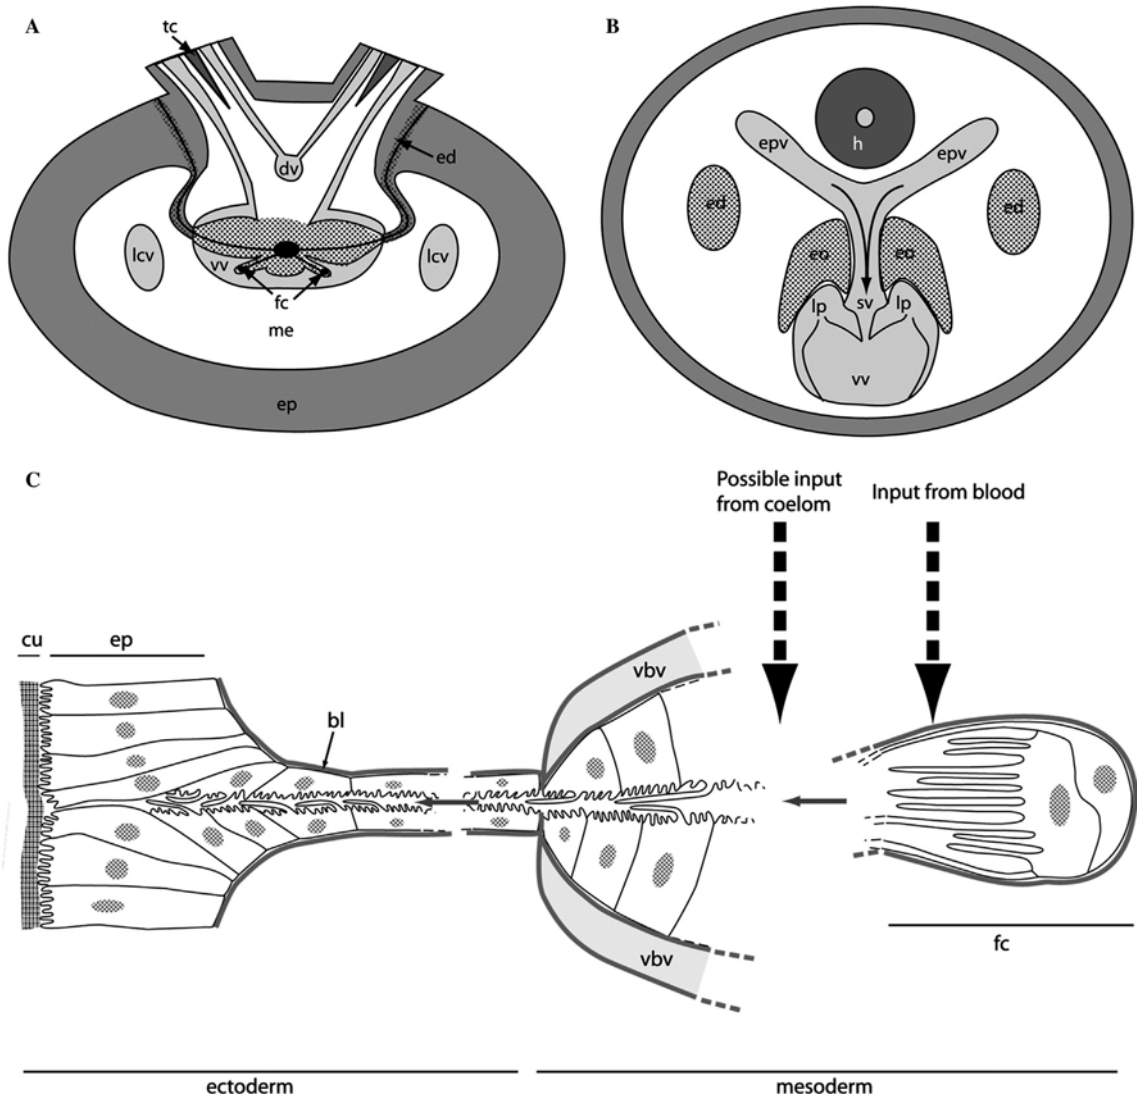 A
tc
ed
dv
lcv
lcv
vv
fc
me
ep
B
h
epv
epv
ed
ed
eo
eo
lp
sv
lp
vv
C
Possible input
from coelom
Input from blood
cu
ep
bl
vbv
vbv
fc
ectoderm
mesoderm